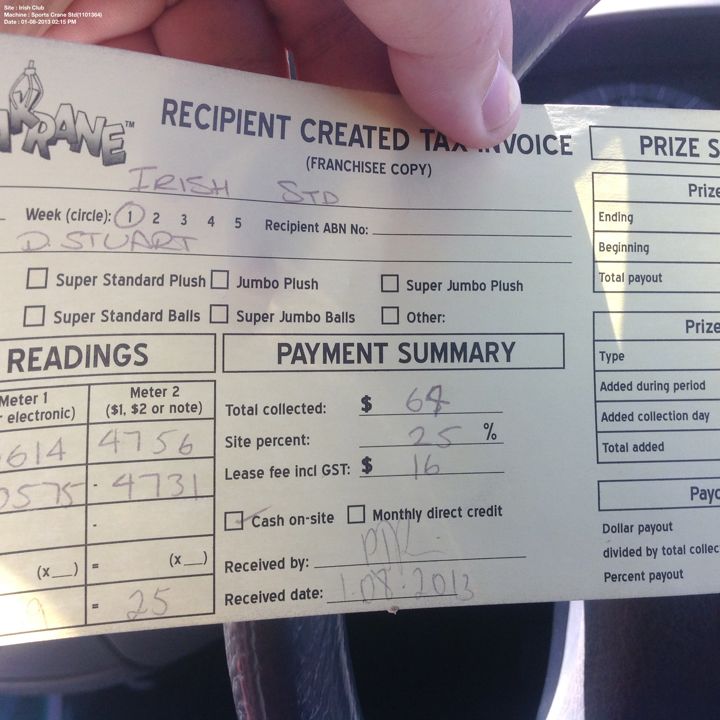 Site : Irish Club
Machine : Sports Crane Std(1101364)
Date : 01-08-2013 02:15 PM
KRANE™
RECIPIENT CREATED TAX INVOICE
(FRANCHISEE COPY)
IRISH STD
Week (circle): 1 2 3 4 5 Recipient ABN No:
D. STUART
Super Standard Plush Jumbo Plush Super Jumbo Plush
Super Standard Balls Super Jumbo Balls Other:
READINGS
Meter 1 Meter 2
electronic) ($1, $2 or note)
614 4756
0575 - 4731
-
(x__) = (x__)
= 25
PAYMENT SUMMARY
Total collected: $ 64
Site percent: 25 %
Lease fee incl GST: $ 16
Cash on-site Monthly direct credit
Received by:
Received date: 1.08.2013
PRIZE S
Prize
Ending
Beginning
Total payout
Prize
Type
Added during period
Added collection day
Total added
Payo
Dollar payout
divided by total collec
Percent payout